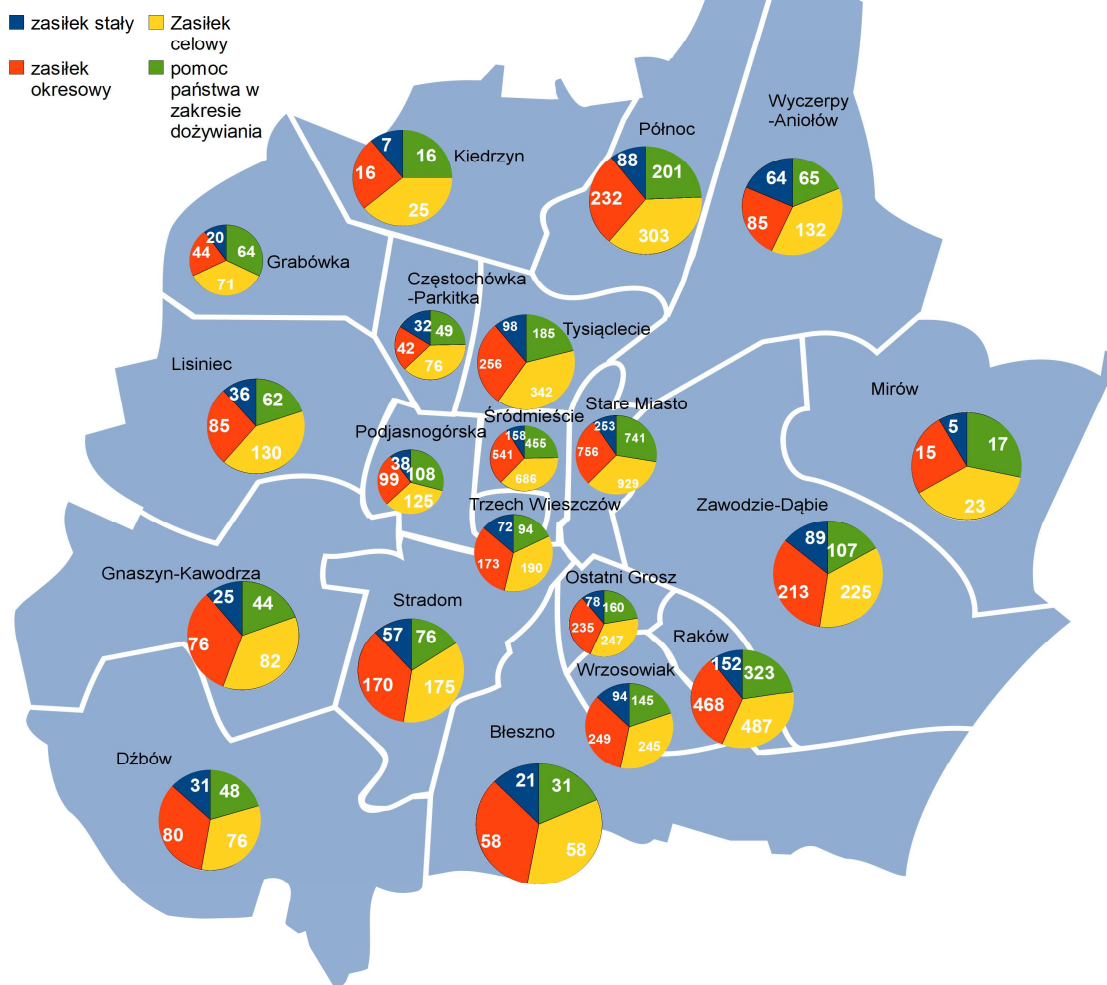 zasiłek stały
Zasiłek
celowy
zasiłek
okresowy
pomoc
państwa w
zakresie
dożywiania
Wyczerpy
-Aniołów
64 65
85 132
Północ
88 201
232 303
Kiedrzyn
7 16
16 25
Grabówka
20 64
44 71
Częstochówka
-Parkitka
32 49
42 76
Tysiąclecie
98 185
256 342
Lisiniec
36 62
85 130
Mirów
5 17
15 23
Podjasnogórska
38 108
99 125
Śródmieście
158 455
541 686
Stare Miasto
253 741
756 929
Trzech Wieszczów
72 94
173 190
Zawodzie-Dąbie
89 107
213 225
Gnaszyn-Kawodrza
25 44
76 82
Stradom
57 76
170 175
Ostatni Grosz
78 160
235 247
Raków
152 323
468 487
Wrzosowiak
94 145
249 245
Błeszno
21 31
58 58
Dźbów
31 48
80 76